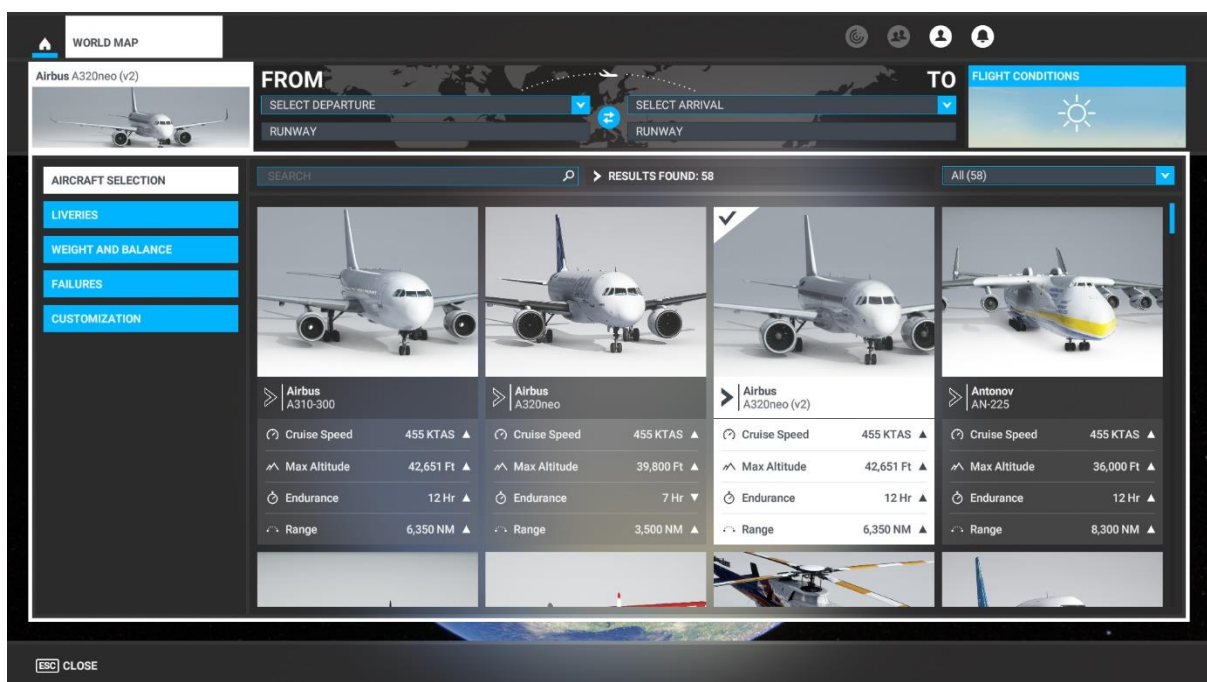 WORLD MAP
Airbus A320neo (v2)
FROM
TO
FLIGHT CONDITIONS
SELECT DEPARTURE
SELECT ARRIVAL
RUNWAY
RUNWAY
AIRCRAFT SELECTION
LIVERIES
WEIGHT AND BALANCE
FAILURES
CUSTOMIZATION
SEARCH
RESULTS FOUND: 58
All (58)
Airbus
A310-300
Cruise Speed 455 KTAS
Max Altitude 42,651 Ft
Endurance 12 Hr
Range 6,350 NM
Airbus
A320neo
Cruise Speed 455 KTAS
Max Altitude 39,800 Ft
Endurance 7 Hr
Range 3,500 NM
Airbus
A320neo (v2)
Cruise Speed 455 KTAS
Max Altitude 42,651 Ft
Endurance 12 Hr
Range 6,350 NM
Antonov
AN-225
Cruise Speed 455 KTAS
Max Altitude 36,000 Ft
Endurance 12 Hr
Range 8,300 NM
ESC CLOSE